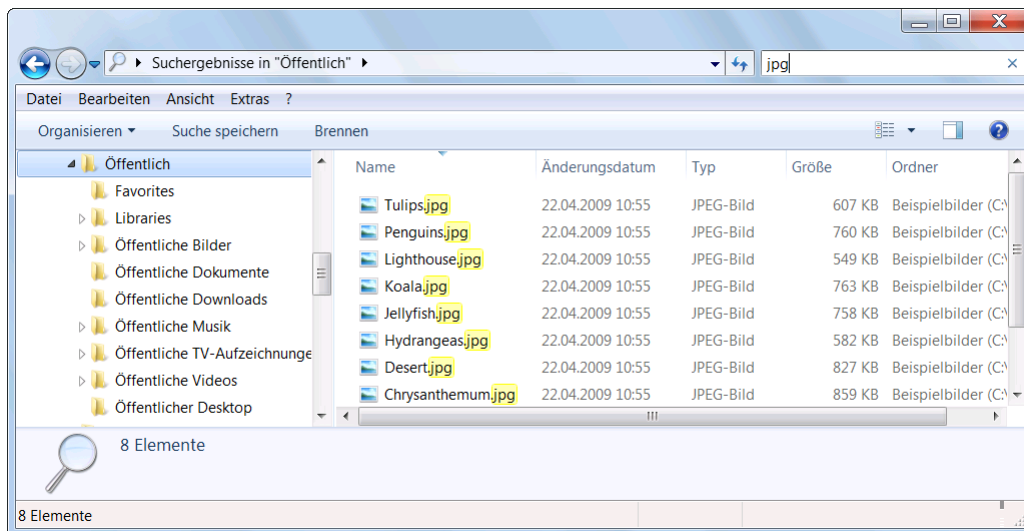 Suchergebnisse in "Öffentlich"
jpg
Datei Bearbeiten Ansicht Extras ?
Organisieren Suche speichern Brennen
Öffentlich
Favorites
Libraries
Öffentliche Bilder
Öffentliche Dokumente
Öffentliche Downloads
Öffentliche Musik
Öffentliche TV-Aufzeichnunge
Öffentliche Videos
Öffentlicher Desktop
Name Änderungsdatum Typ Größe Ordner
Tulips.jpg 22.04.2009 10:55 JPEG-Bild 607 KB Beispielbilder (C:\
Penguins.jpg 22.04.2009 10:55 JPEG-Bild 760 KB Beispielbilder (C:\
Lighthouse.jpg 22.04.2009 10:55 JPEG-Bild 549 KB Beispielbilder (C:\
Koala.jpg 22.04.2009 10:55 JPEG-Bild 763 KB Beispielbilder (C:\
Jellyfish.jpg 22.04.2009 10:55 JPEG-Bild 758 KB Beispielbilder (C:\
Hydrangeas.jpg 22.04.2009 10:55 JPEG-Bild 582 KB Beispielbilder (C:\
Desert.jpg 22.04.2009 10:55 JPEG-Bild 827 KB Beispielbilder (C:\
Chrysanthemum.jpg 22.04.2009 10:55 JPEG-Bild 859 KB Beispielbilder (C:\
8 Elemente
8 Elemente